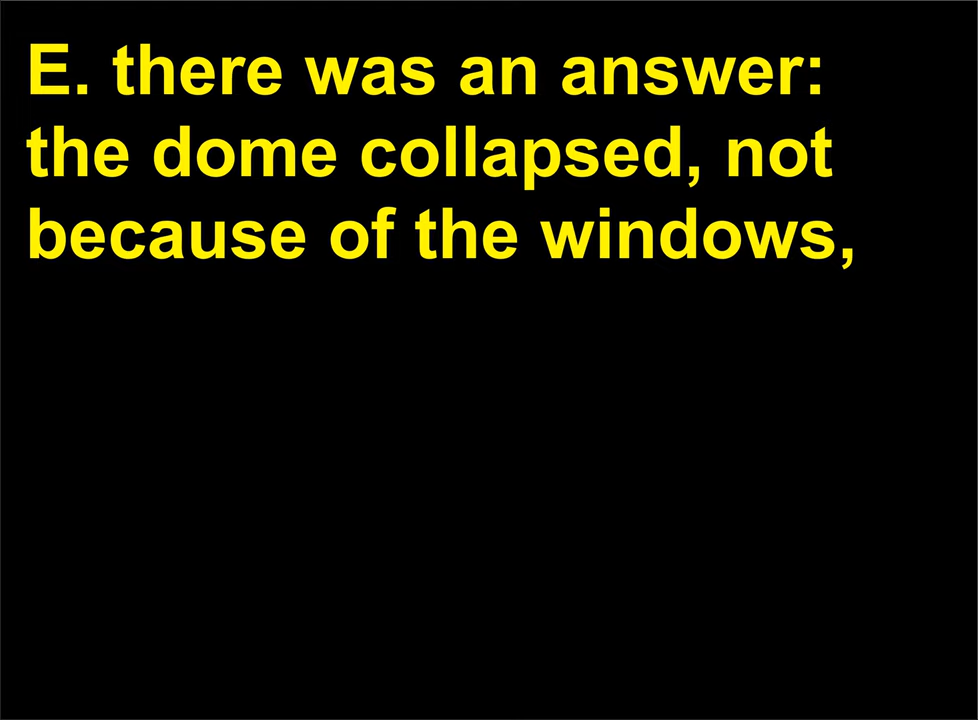 E. there was an answer:
the dome collapsed, not
because of the windows,